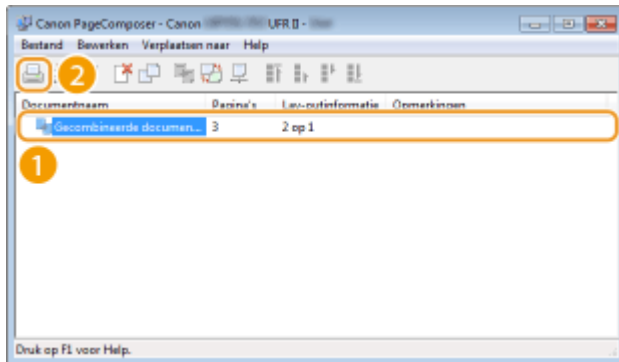 Canon PageComposer - Canon UFR II -
Bestand Bewerken Verplaatsen naar Help
2
Documentnaam Pagina's Lay-outinformatie Opmerkingen
Gecombineerde documen... 3 2 op 1
1
Druk op F1 voor Help.